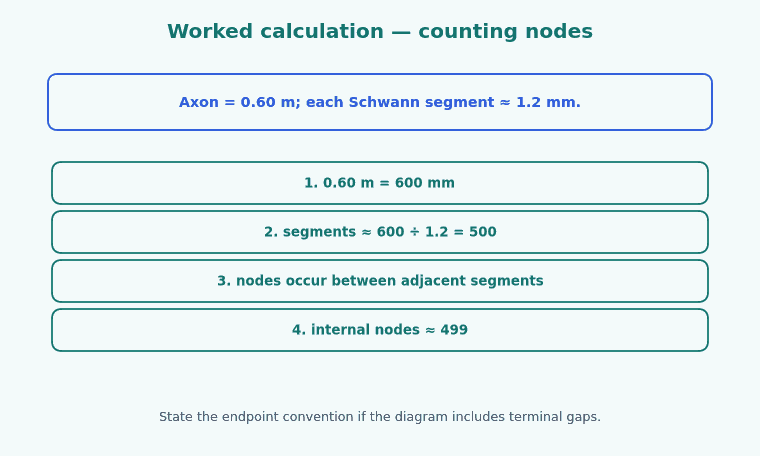 Worked calculation — counting nodes
Axon = 0.60 m; each Schwann segment ≈ 1.2 mm.
1. 0.60 m = 600 mm
2. segments ≈ 600 ÷ 1.2 = 500
3. nodes occur between adjacent segments
4. internal nodes ≈ 499
State the endpoint convention if the diagram includes terminal gaps.